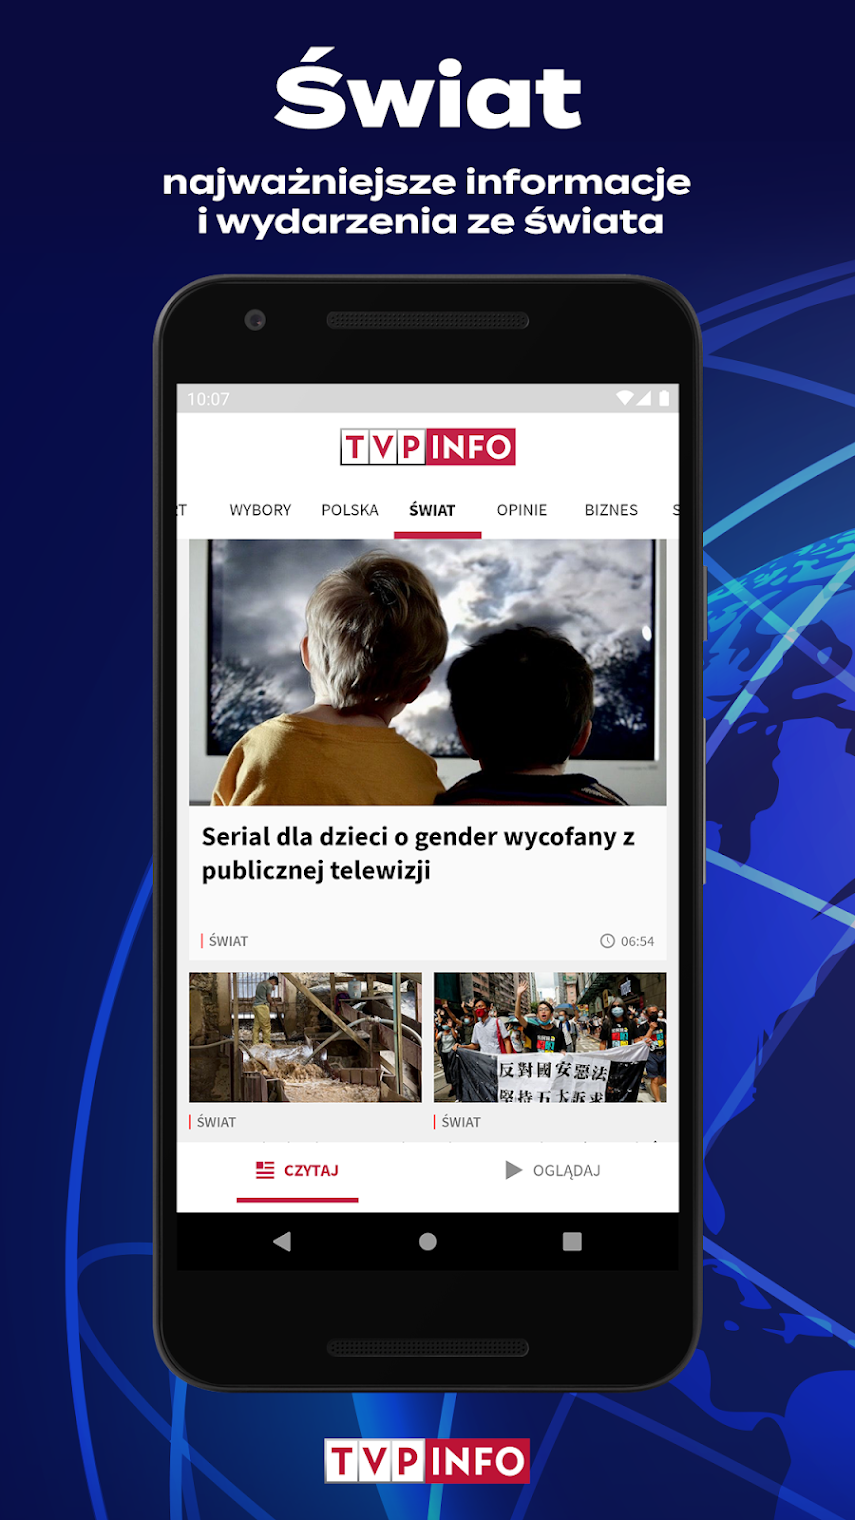 Świat
najważniejsze informacje
i wydarzenia ze świata
10:07
TVP INFO
WYBORY POLSKA ŚWIAT OPINIE BIZNES
Serial dla dzieci o gender wycofany z
publicznej telewizji
ŚWIAT 06:54
反對國安惡法
堅持五大訴求
ŚWIAT ŚWIAT
CZYTAJ OGLĄDAJ
TVP INFO